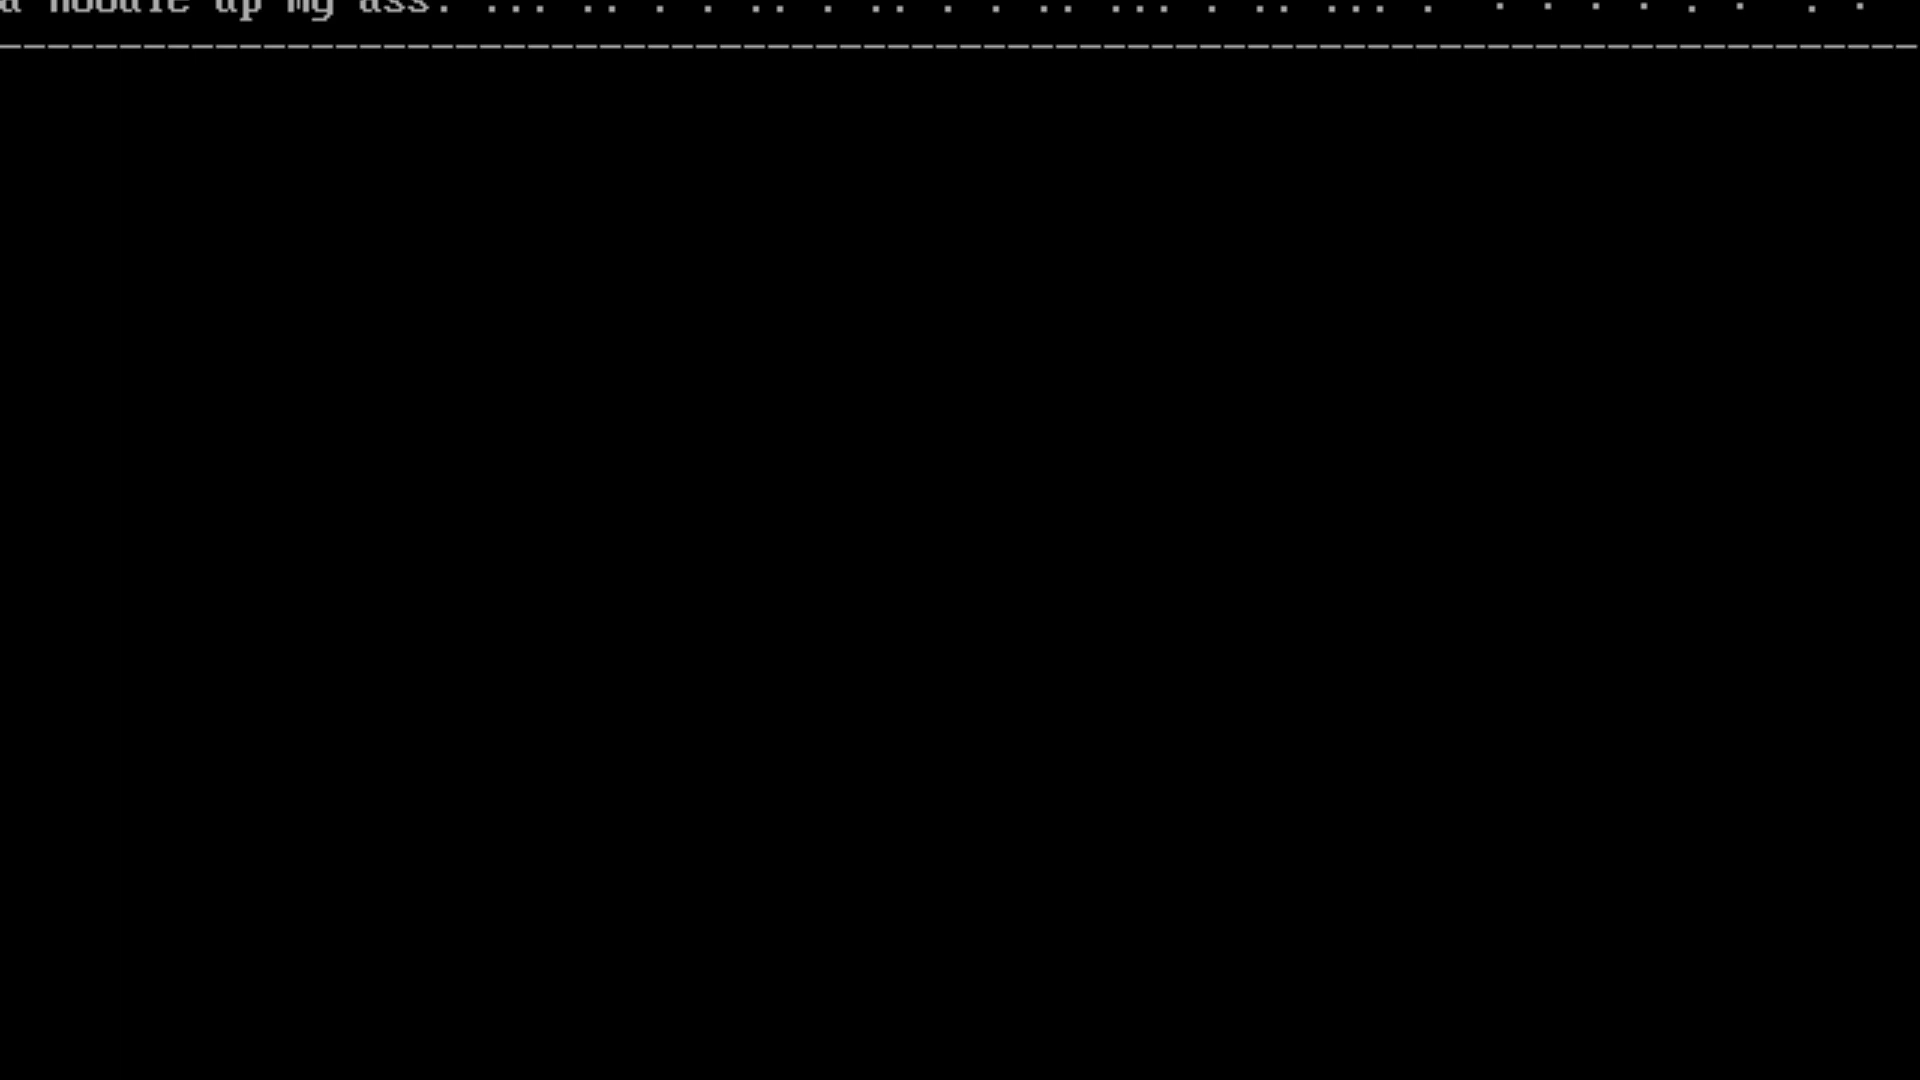 a noodle up my ass. ... .. . . .. . .. . . .. ... . .. ... .  . . . . . .  . .
--------------------------------------------------------------------------------